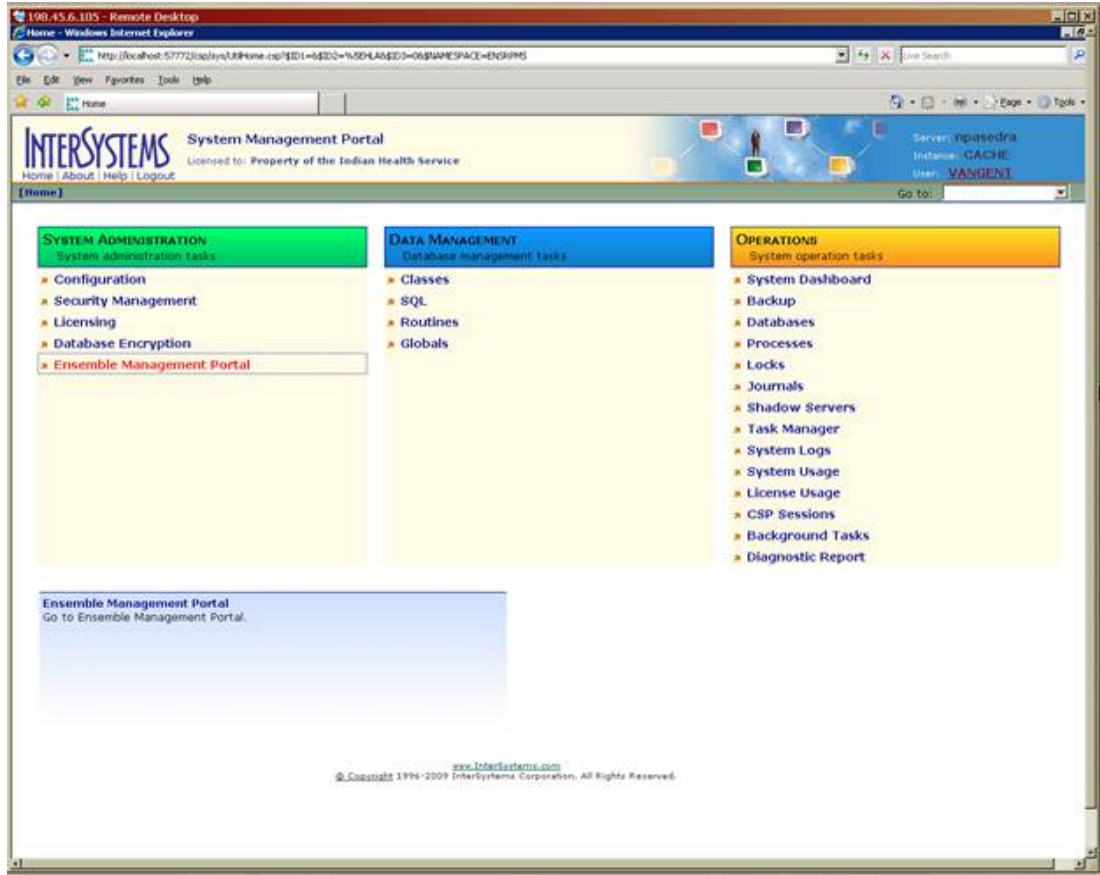 198.45.6.105 - Remote Desktop
Home - Windows Internet Explorer
Live Search
File Edit View Favorites Tools Help
Home
Page Tools
INTERSYSTEMS
System Management Portal
Licensed to: Property of the Indian Health Service
Home | About | Help | Logout
Server: npasedra
Instance: CACHE
User: VANGENT
[Home]
Go to:
SYSTEM ADMINISTRATION
System administration tasks
Configuration
Security Management
Licensing
Database Encryption
Ensemble Management Portal
DATA MANAGEMENT
Database management tasks
Classes
SQL
Routines
Globals
OPERATIONS
System operation tasks
System Dashboard
Backup
Databases
Processes
Locks
Journals
Shadow Servers
Task Manager
System Logs
System Usage
License Usage
CSP Sessions
Background Tasks
Diagnostic Report
Ensemble Management Portal
Go to Ensemble Management Portal.
www.InterSystems.com
© Copyright 1996-2009 InterSystems Corporation. All Rights Reserved.